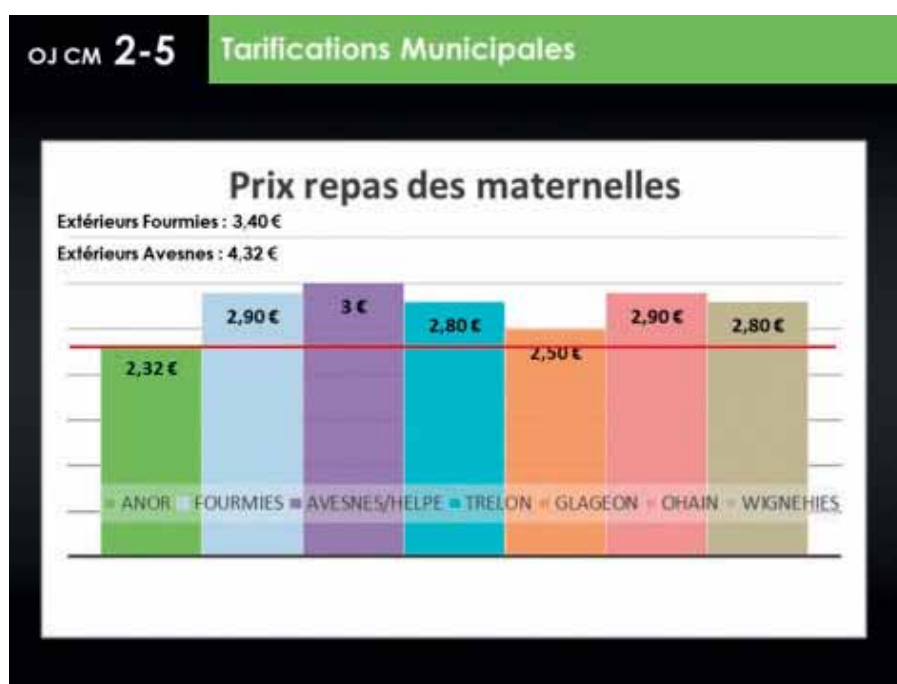 OJ CM 2-5
Tarifications Municipales
Prix repas des maternelles
Extérieurs Fourmies : 3,40 €
Extérieurs Avesnes : 4,32 €
2,32 €
2,90 €
3 €
2,80 €
2,50 €
2,90 €
2,80 €
ANOR FOURMIES AVESNES/HELPE TRELON GLAGEON OHAIN WIGNEHIES